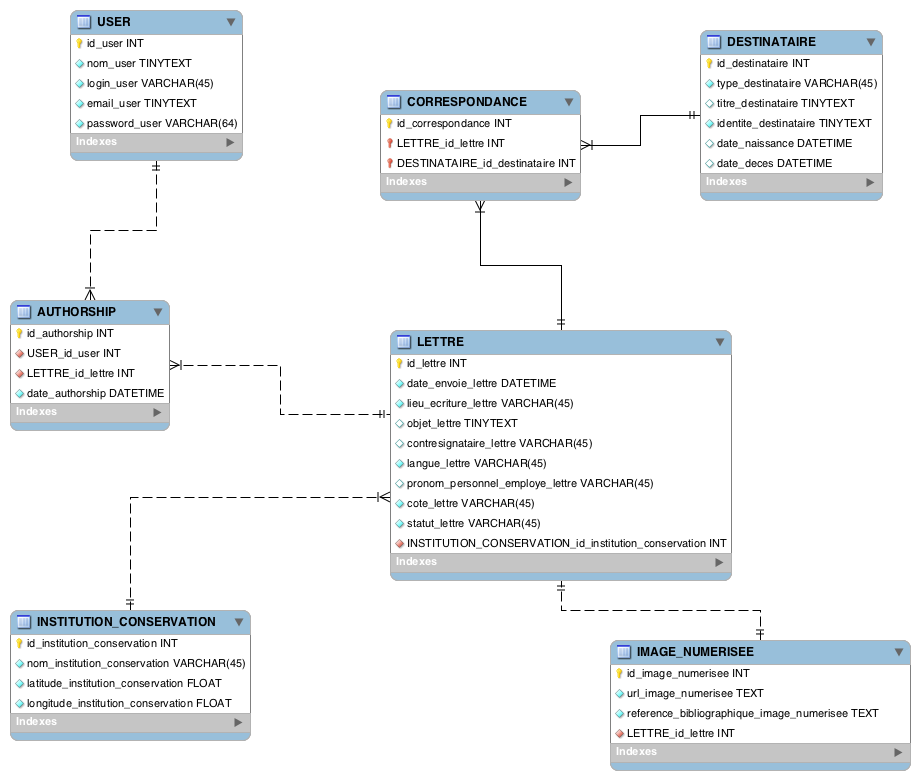 USER
id_user INT
nom_user TINYTEXT
login_user VARCHAR(45)
email_user TINYTEXT
password_user VARCHAR(64)
Indexes
CORRESPONDANCE
id_correspondance INT
LETTRE_id_lettre INT
DESTINATAIRE_id_destinataire INT
Indexes
DESTINATAIRE
id_destinataire INT
type_destinataire VARCHAR(45)
titre_destinataire TINYTEXT
identite_destinataire TINYTEXT
date_naissance DATETIME
date_deces DATETIME
Indexes
AUTHORSHIP
id_authorship INT
USER_id_user INT
LETTRE_id_lettre INT
date_authorship DATETIME
Indexes
LETTRE
id_lettre INT
date_envoie_lettre DATETIME
lieu_ecriture_lettre VARCHAR(45)
objet_lettre TINYTEXT
contresignataire_lettre VARCHAR(45)
langue_lettre VARCHAR(45)
pronom_personnel_employe_lettre VARCHAR(45)
cote_lettre VARCHAR(45)
statut_lettre VARCHAR(45)
INSTITUTION_CONSERVATION_id_institution_conservation INT
Indexes
INSTITUTION_CONSERVATION
id_institution_conservation INT
nom_institution_conservation VARCHAR(45)
latitude_institution_conservation FLOAT
longitude_institution_conservation FLOAT
Indexes
IMAGE_NUMERISEE
id_image_numerisee INT
url_image_numerisee TEXT
reference_bibliographique_image_numerisee TEXT
LETTRE_id_lettre INT
Indexes